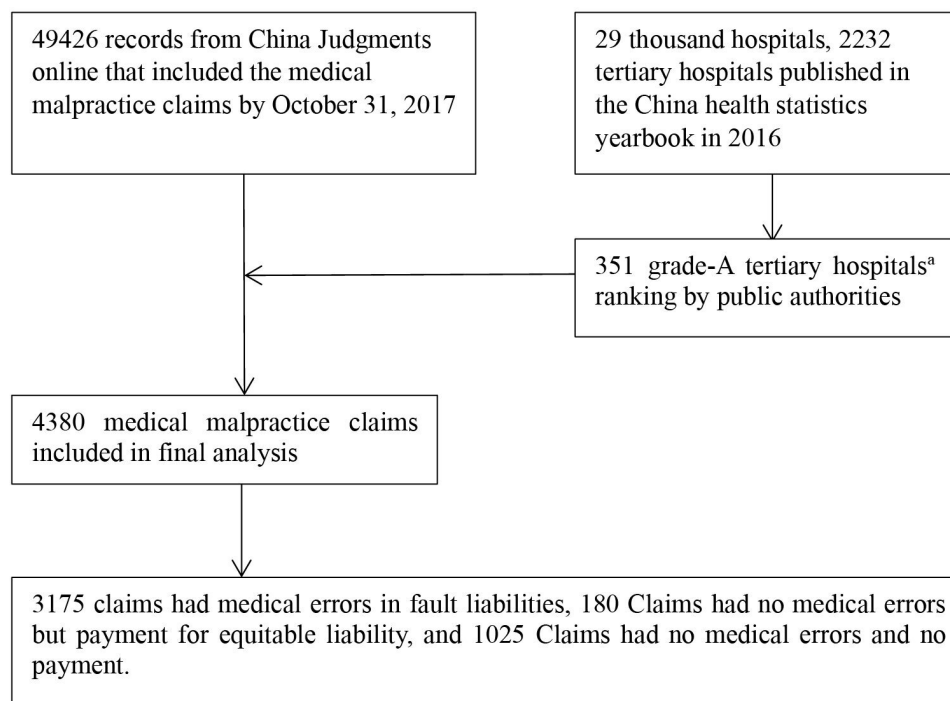 49426 records from China Judgments
online that included the medical
malpractice claims by October 31, 2017
29 thousand hospitals, 2232
tertiary hospitals published in
the China health statistics
yearbook in 2016
351 grade-A tertiary hospitalsᵃ
ranking by public authorities
4380 medical malpractice claims
included in final analysis
3175 claims had medical errors in fault liabilities, 180 Claims had no medical errors
but payment for equitable liability, and 1025 Claims had no medical errors and no
payment.